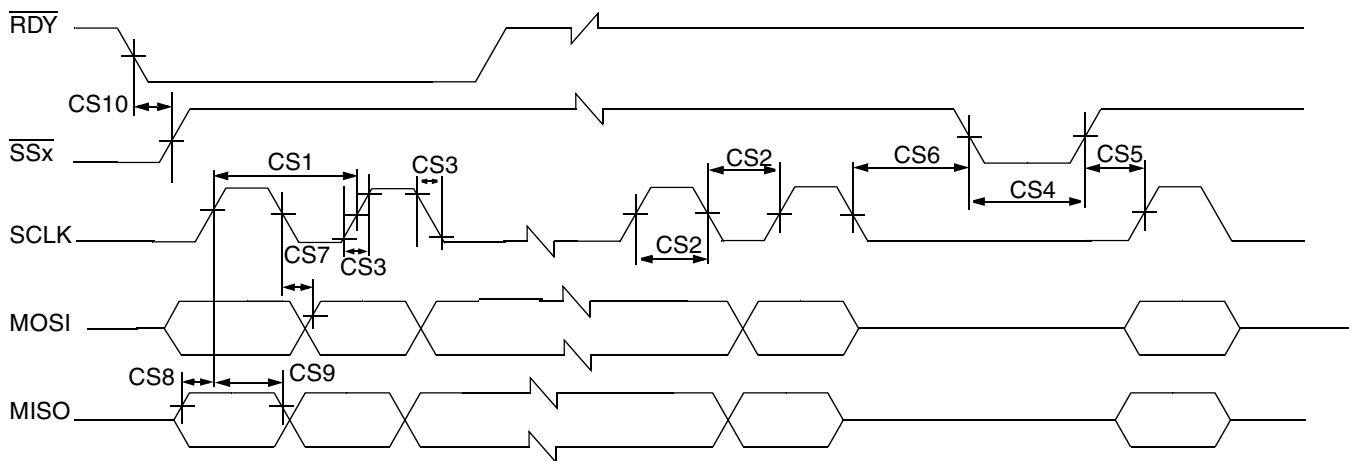 RDY
CS10
SSx
CS1 CS3 CS2 CS6 CS5
CS4
SCLK
CS7 CS3 CS2
MOSI
CS8 CS9
MISO